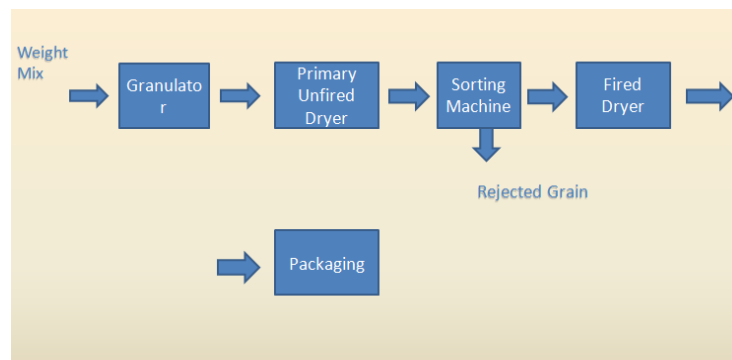 Weight
Mix
Granulato
r
Primary
Unfired
Dryer
Sorting
Machine
Fired
Dryer
Rejected Grain
Packaging